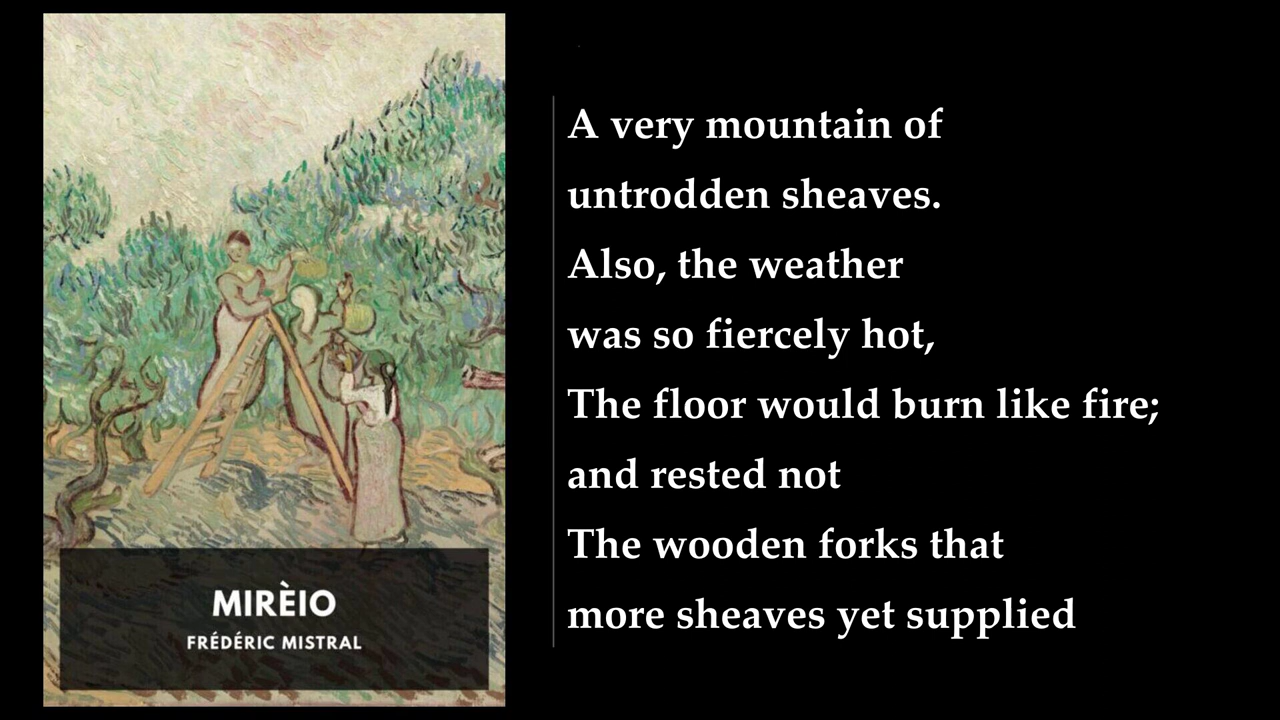 MIRÈIO
FRÉDÉRIC MISTRAL
A very mountain of
untrodden sheaves.
Also, the weather
was so fiercely hot,
The floor would burn like fire;
and rested not
The wooden forks that
more sheaves yet supplied